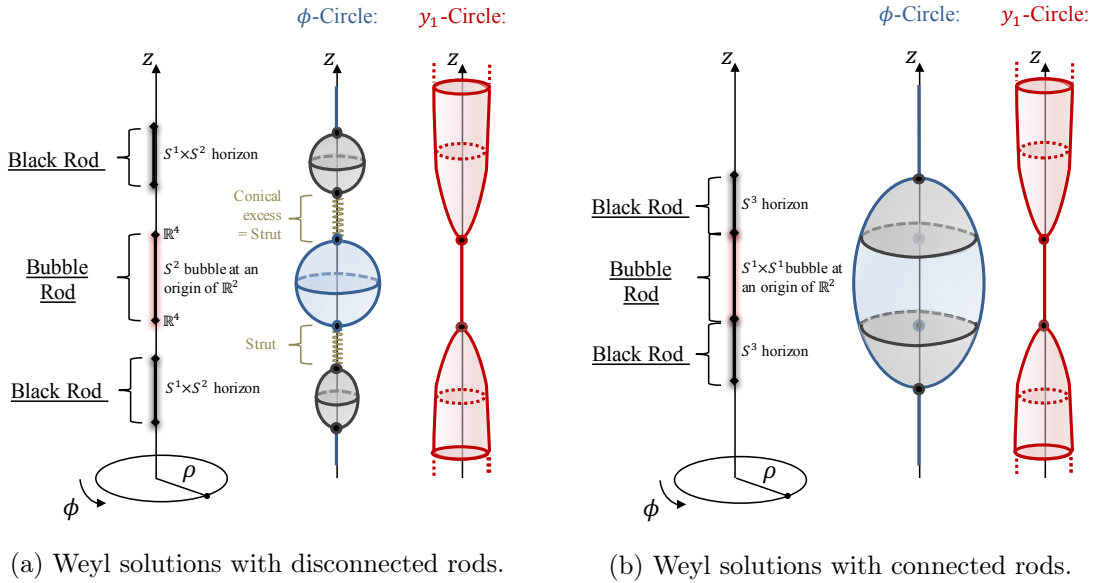 ϕ-Circle:
y₁-Circle:
z
z
z
Black Rod
S¹×S² horizon
Conical
excess
= Strut
ℝ⁴
Bubble
Rod
S² bubble at an
origin of ℝ²
ℝ⁴
Strut
Black Rod
S¹×S² horizon
ρ
ϕ
(a) Weyl solutions with disconnected rods.
ϕ-Circle:
y₁-Circle:
z
z
z
Black Rod
S³ horizon
Bubble
Rod
S¹×S¹ bubble at
an origin of ℝ²
Black Rod
S³ horizon
ρ
ϕ
(b) Weyl solutions with connected rods.